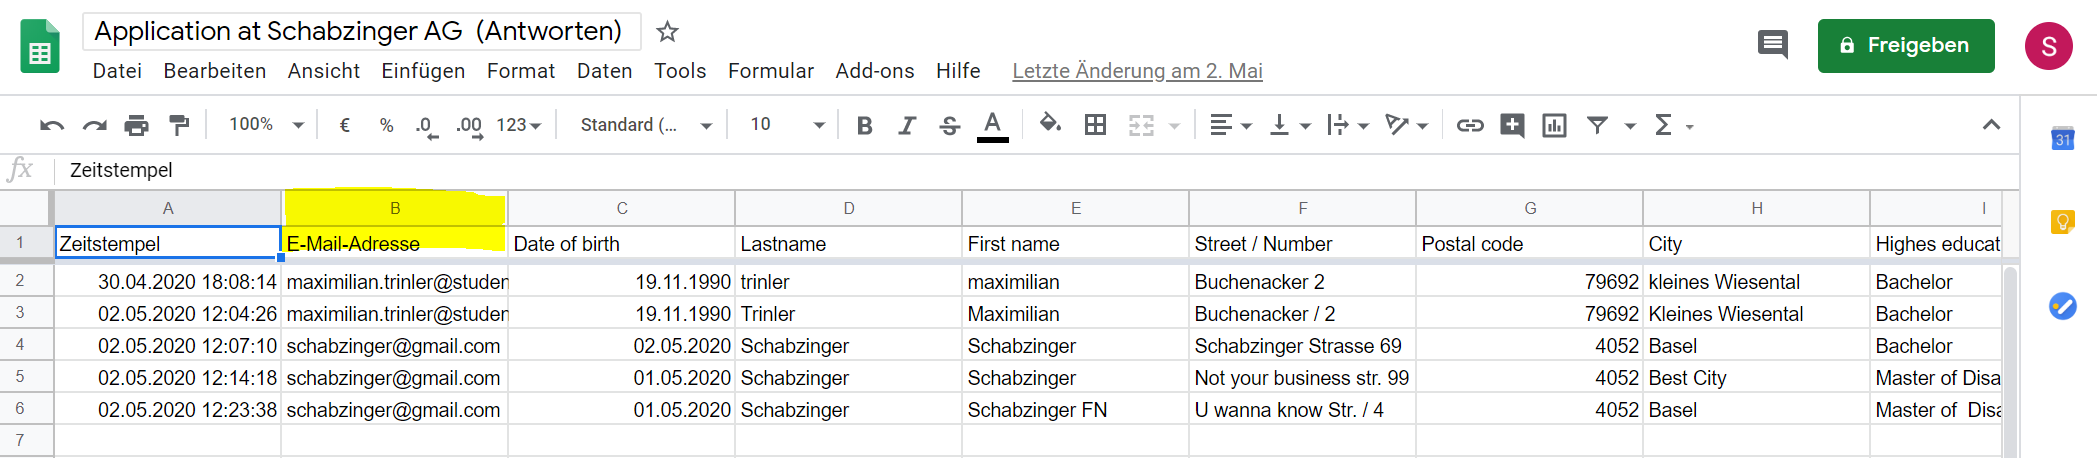 Application at Schabzinger AG (Antworten)
Datei Bearbeiten Ansicht Einfügen Format Daten Tools Formular Add-ons Hilfe Letzte Änderung am 2. Mai
Freigeben
S
100% € % .0 .00 123 Standard (... 10 B I S A Σ
31
fx Zeitstempel
A B C D E F G H I
1 Zeitstempel E-Mail-Adresse Date of birth Lastname First name Street / Number Postal code City Highes educat
2 30.04.2020 18:08:14 maximilian.trinler@studen 19.11.1990 trinler maximilian Buchenacker 2 79692 kleines Wiesental Bachelor
3 02.05.2020 12:04:26 maximilian.trinler@studen 19.11.1990 Trinler Maximilian Buchenacker / 2 79692 Kleines Wiesental Bachelor
4 02.05.2020 12:07:10 schabzinger@gmail.com 02.05.2020 Schabzinger Schabzinger Schabzinger Strasse 69 4052 Basel Bachelor
5 02.05.2020 12:14:18 schabzinger@gmail.com 01.05.2020 Schabzinger Schabzinger Not your business str. 99 4052 Best City Master of Disa
6 02.05.2020 12:23:38 schabzinger@gmail.com 01.05.2020 Schabzinger Schabzinger FN U wanna know Str. / 4 4052 Basel Master of Disa
7